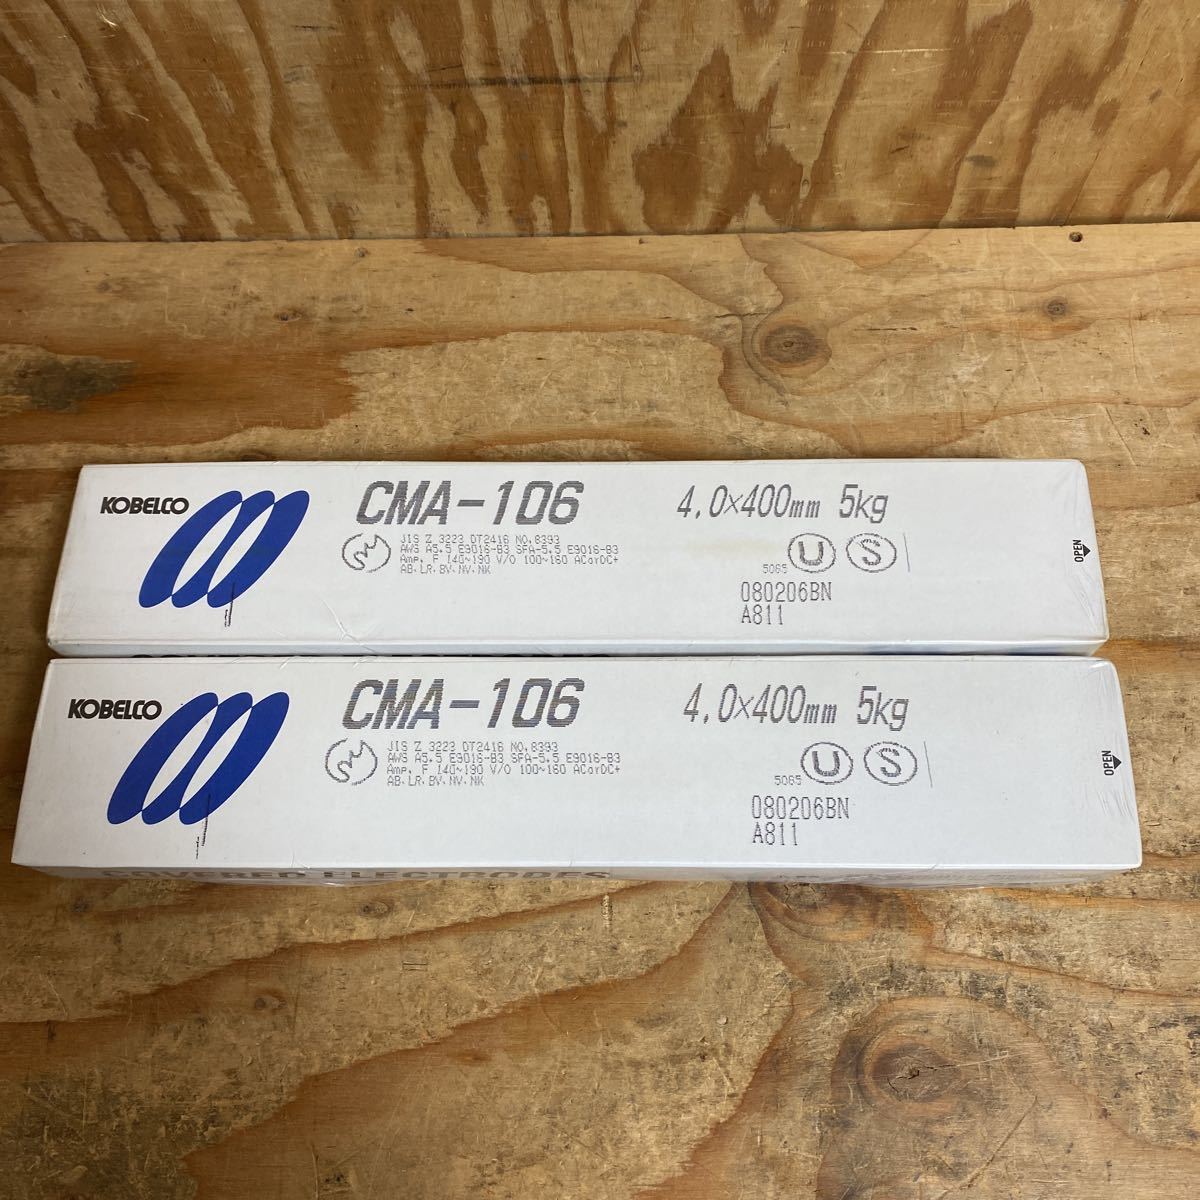 KOBELCO
CMA-106
4.0×400mm 5kg
JIS Z 3223 DT2416 NO.8393
AWS A5.5 E9016-B3 SFA-5.5 E9016-B3
Amp. F 140~190 V/O 100~160 ACorDC+
AB.LR.BV.NV.NK
5065
U
S
080206BN
A811
OPEN
KOBELCO
CMA-106
4.0×400mm 5kg
JIS Z 3223 DT2416 NO.8393
AWS A5.5 E9016-B3 SFA-5.5 E9016-B3
Amp. F 140~190 V/O 100~160 ACorDC+
AB.LR.BV.NV.NK
5065
U
S
080206BN
A811
OPEN
COVERED ELECTRODES